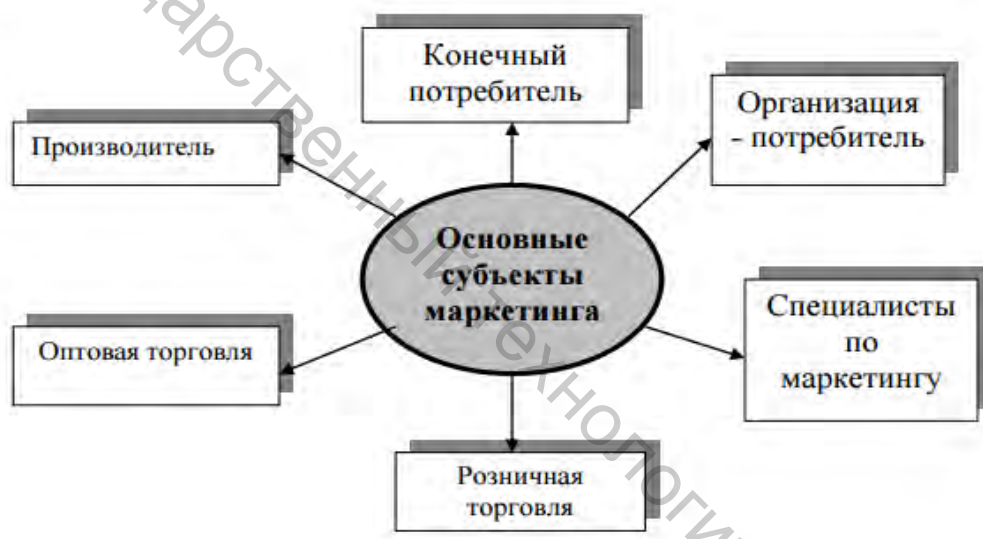 Конечный
потребитель
Организация
- потребитель
Производитель
Основные
субъекты
маркетинга
Специалисты
по
маркетингу
Оптовая торговля
Розничная
торговля